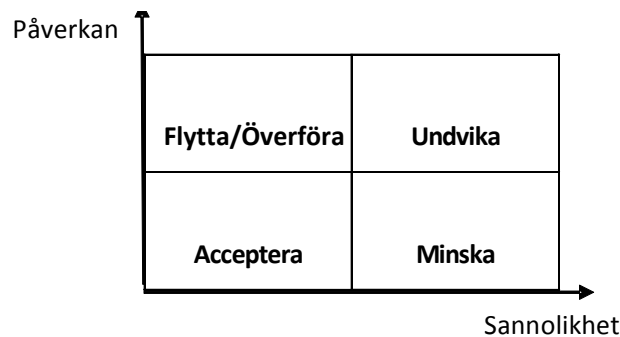 Påverkan
Flytta/Överföra
Undvika
Acceptera
Minska
Sannolikhet